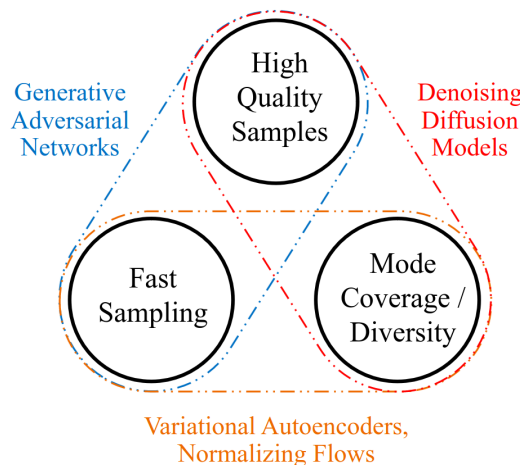 High
Quality
Samples
Generative
Adversarial
Networks
Denoising
Diffusion
Models
Fast
Sampling
Mode
Coverage /
Diversity
Variational Autoencoders,
Normalizing Flows